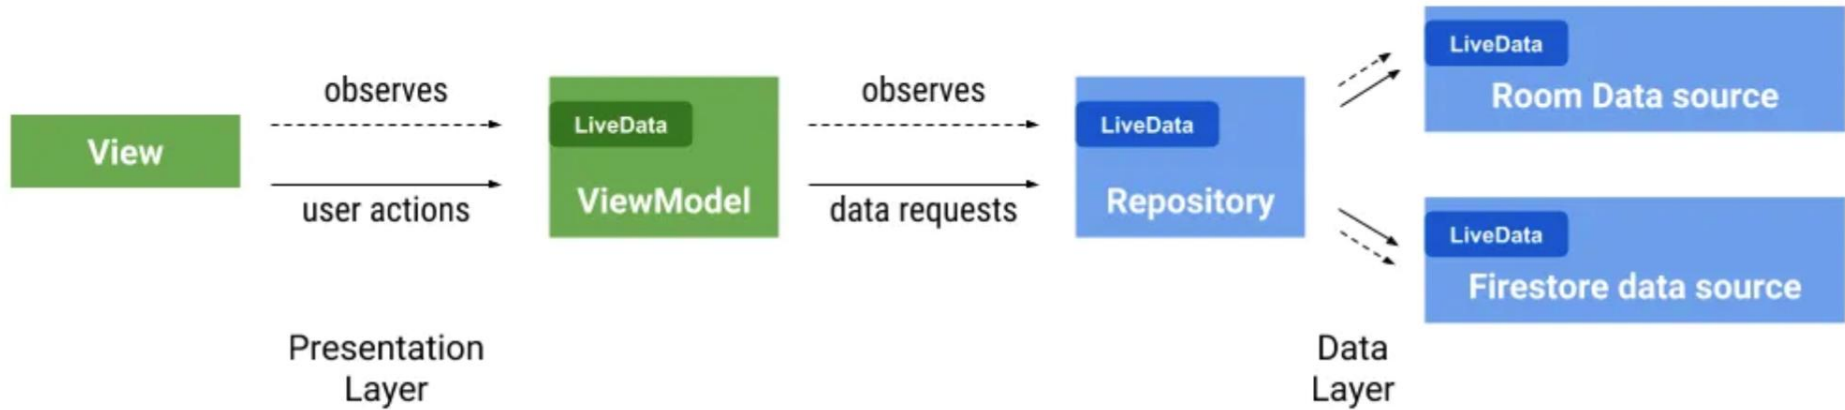 View
observes
user actions
LiveData
ViewModel
observes
data requests
LiveData
Repository
LiveData
Room Data source
LiveData
Firestore data source
Presentation
Layer
Data
Layer